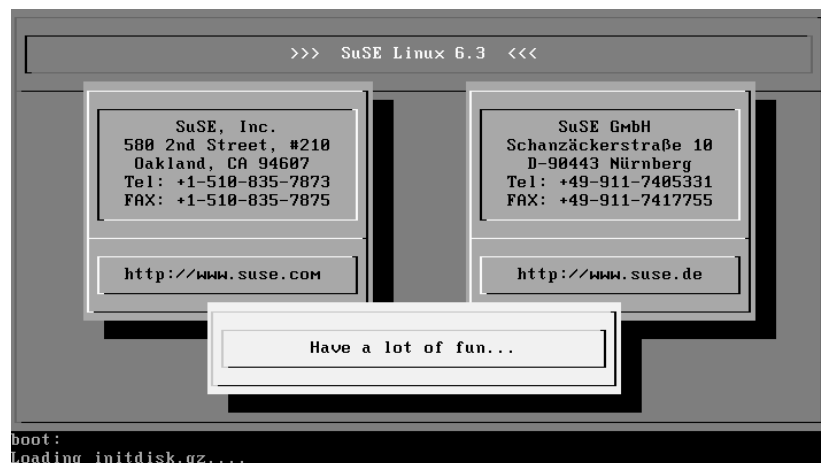 >>> SuSE Linux 6.3 <<<
SuSE, Inc.
580 2nd Street, #210
Oakland, CA 94607
Tel: +1-510-835-7873
FAX: +1-510-835-7875
http://www.suse.com
SuSE GmbH
Schanzäckerstraße 10
D-90443 Nürnberg
Tel: +49-911-7405331
FAX: +49-911-7417755
http://www.suse.de
Have a lot of fun...
boot:
Loading initdisk.gz....